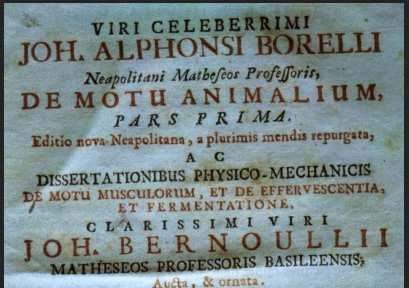 VIRI CELEBERRIMI
JOH. ALPHONSI BORELLI
Neapolitani Matheſeos Profeſſoris,
DE MOTU ANIMALIUM,
PARS PRIMA.
Editio nova Neapolitana, a plurimis mendis repurgata,
A C
DISSERTATIONIBUS PHYSICO-MECHANICIS
DE MOTU MUSCULORUM, ET DE EFFERVESCENTIA,
ET FERMENTATIONE,
CLARISSIMI VIRI
JOH. BERNOULLII
MATHESEOS PROFESSORIS BASILEENSIS,
Aucta, & ornata.